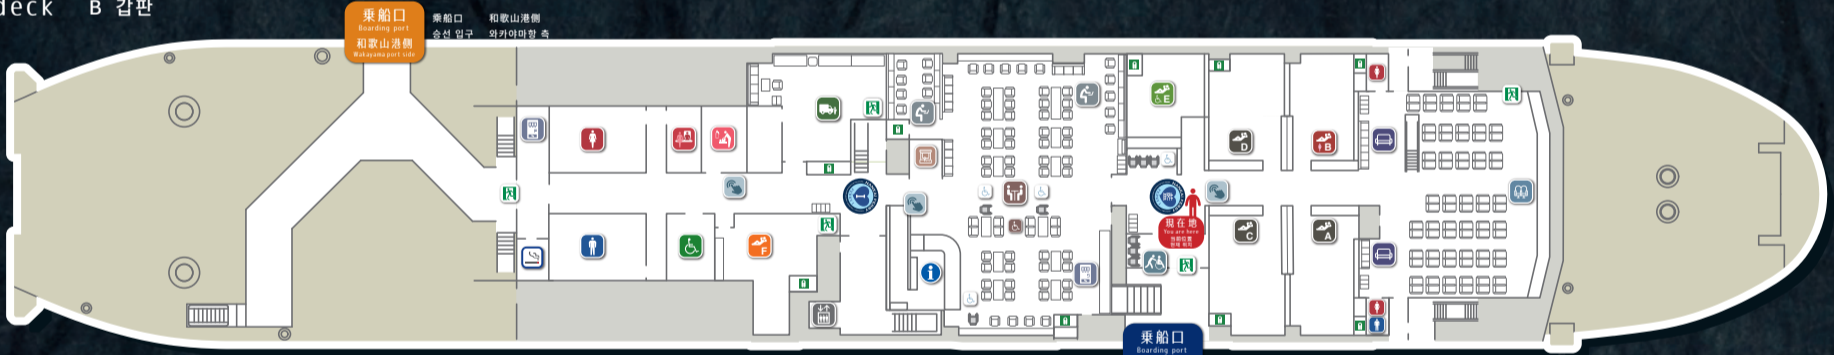 deck B 갑판
乗船口
Boarding port
和歌山港側
Wakayama port side
乗船口 和歌山港側
승선 입구 와카야마항 측
E
D
B
現在地
You are here
C
A
F
i
乗船口
Boarding port